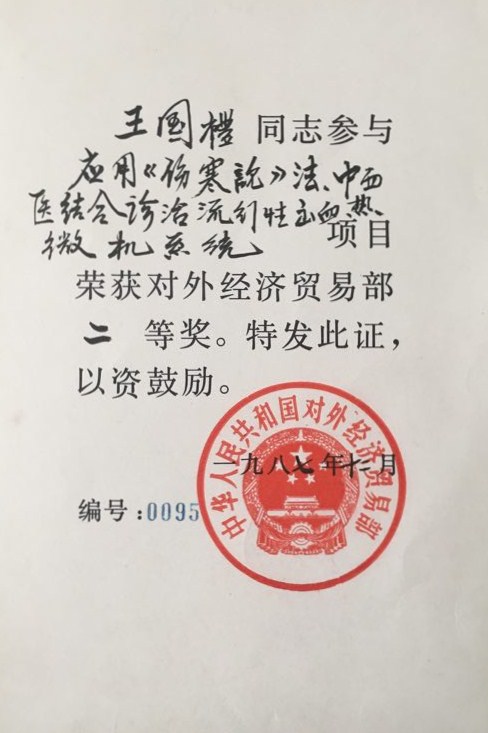 王国礼 同志参与
应用《伤寒说》法、中西
医结合诊治流行性出血热
微机系统 项目
荣获对外经济贸易部
二 等奖。特发此证，
以资鼓励。
一九八七年十二月
编号：0095
中华人民共和国对外经济贸易部